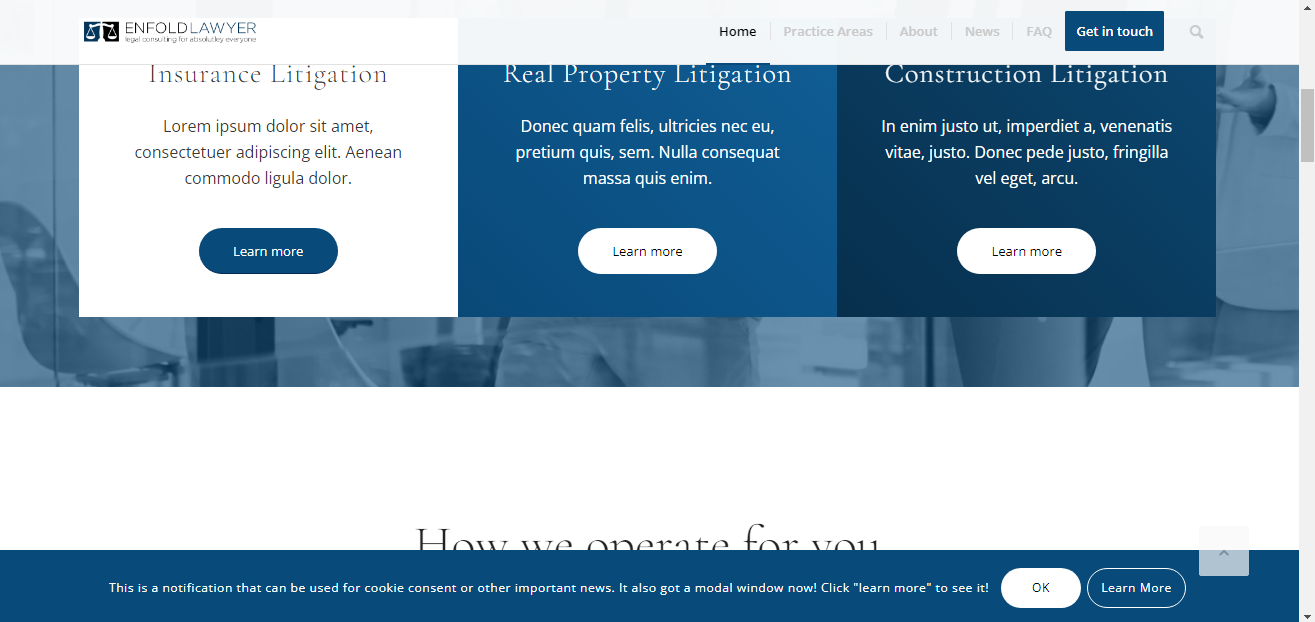 ENFOLD LAWYER
legal consulting for absolutley everyone
Home
Practice Areas
About
News
FAQ
Get in touch
Insurance Litigation
Lorem ipsum dolor sit amet,
consectetuer adipiscing elit. Aenean
commodo ligula dolor.
Learn more
Real Property Litigation
Donec quam felis, ultricies nec eu,
pretium quis, sem. Nulla consequat
massa quis enim.
Learn more
Construction Litigation
In enim justo ut, imperdiet a, venenatis
vitae, justo. Donec pede justo, fringilla
vel eget, arcu.
Learn more
How we operate for you
This is a notification that can be used for cookie consent or other important news. It also got a modal window now! Click "learn more" to see it!
OK
Learn More